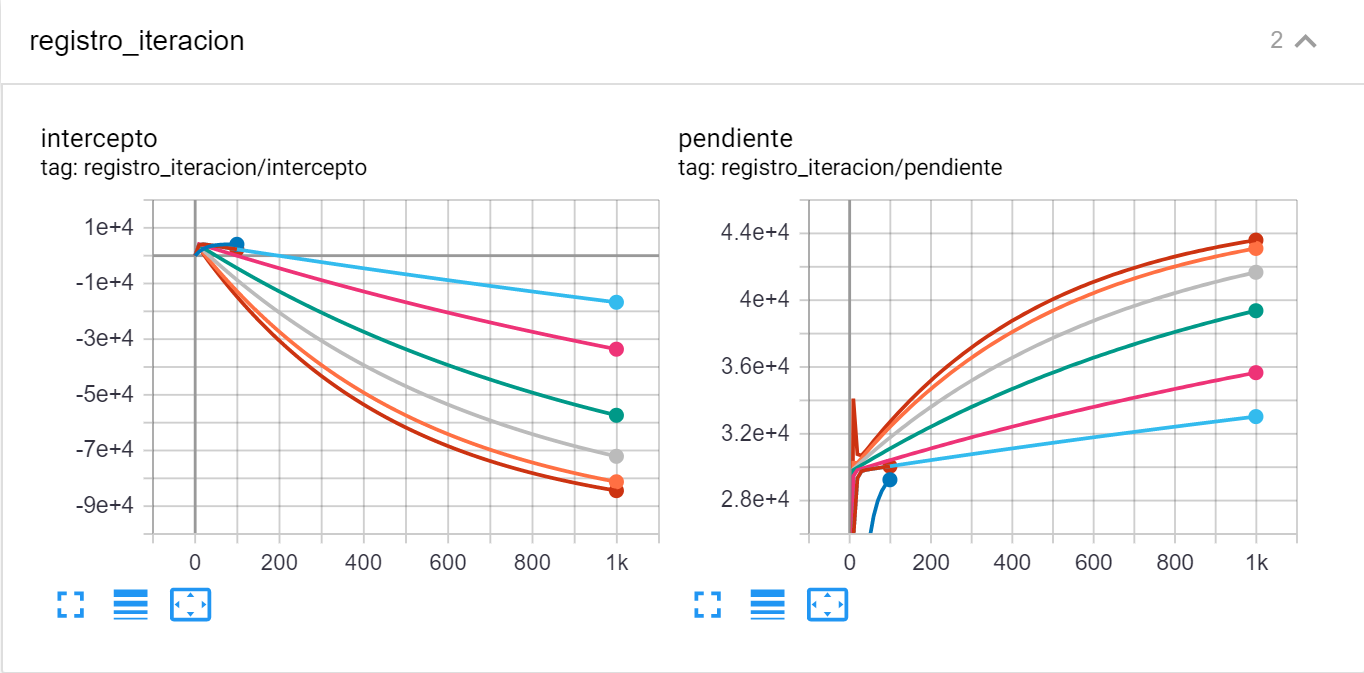 registro_iteracion
2
intercepto
tag: registro_iteracion/intercepto
1e+4
-1e+4
-3e+4
-5e+4
-7e+4
-9e+4
0 200 400 600 800 1k
pendiente
tag: registro_iteracion/pendiente
4.4e+4
4e+4
3.6e+4
3.2e+4
2.8e+4
0 200 400 600 800 1k